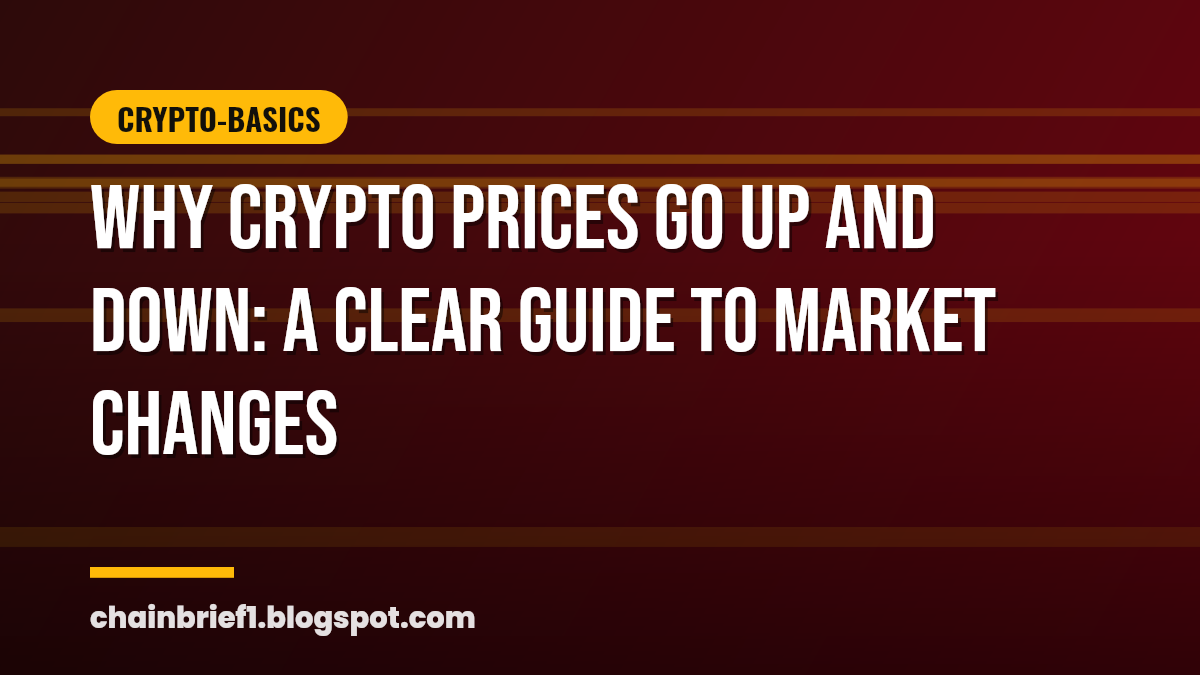 CRYPTO-BASICS
WHY CRYPTO PRICES GO UP AND
DOWN: A CLEAR GUIDE TO MARKET
CHANGES
chainbrief1.blogspot.com